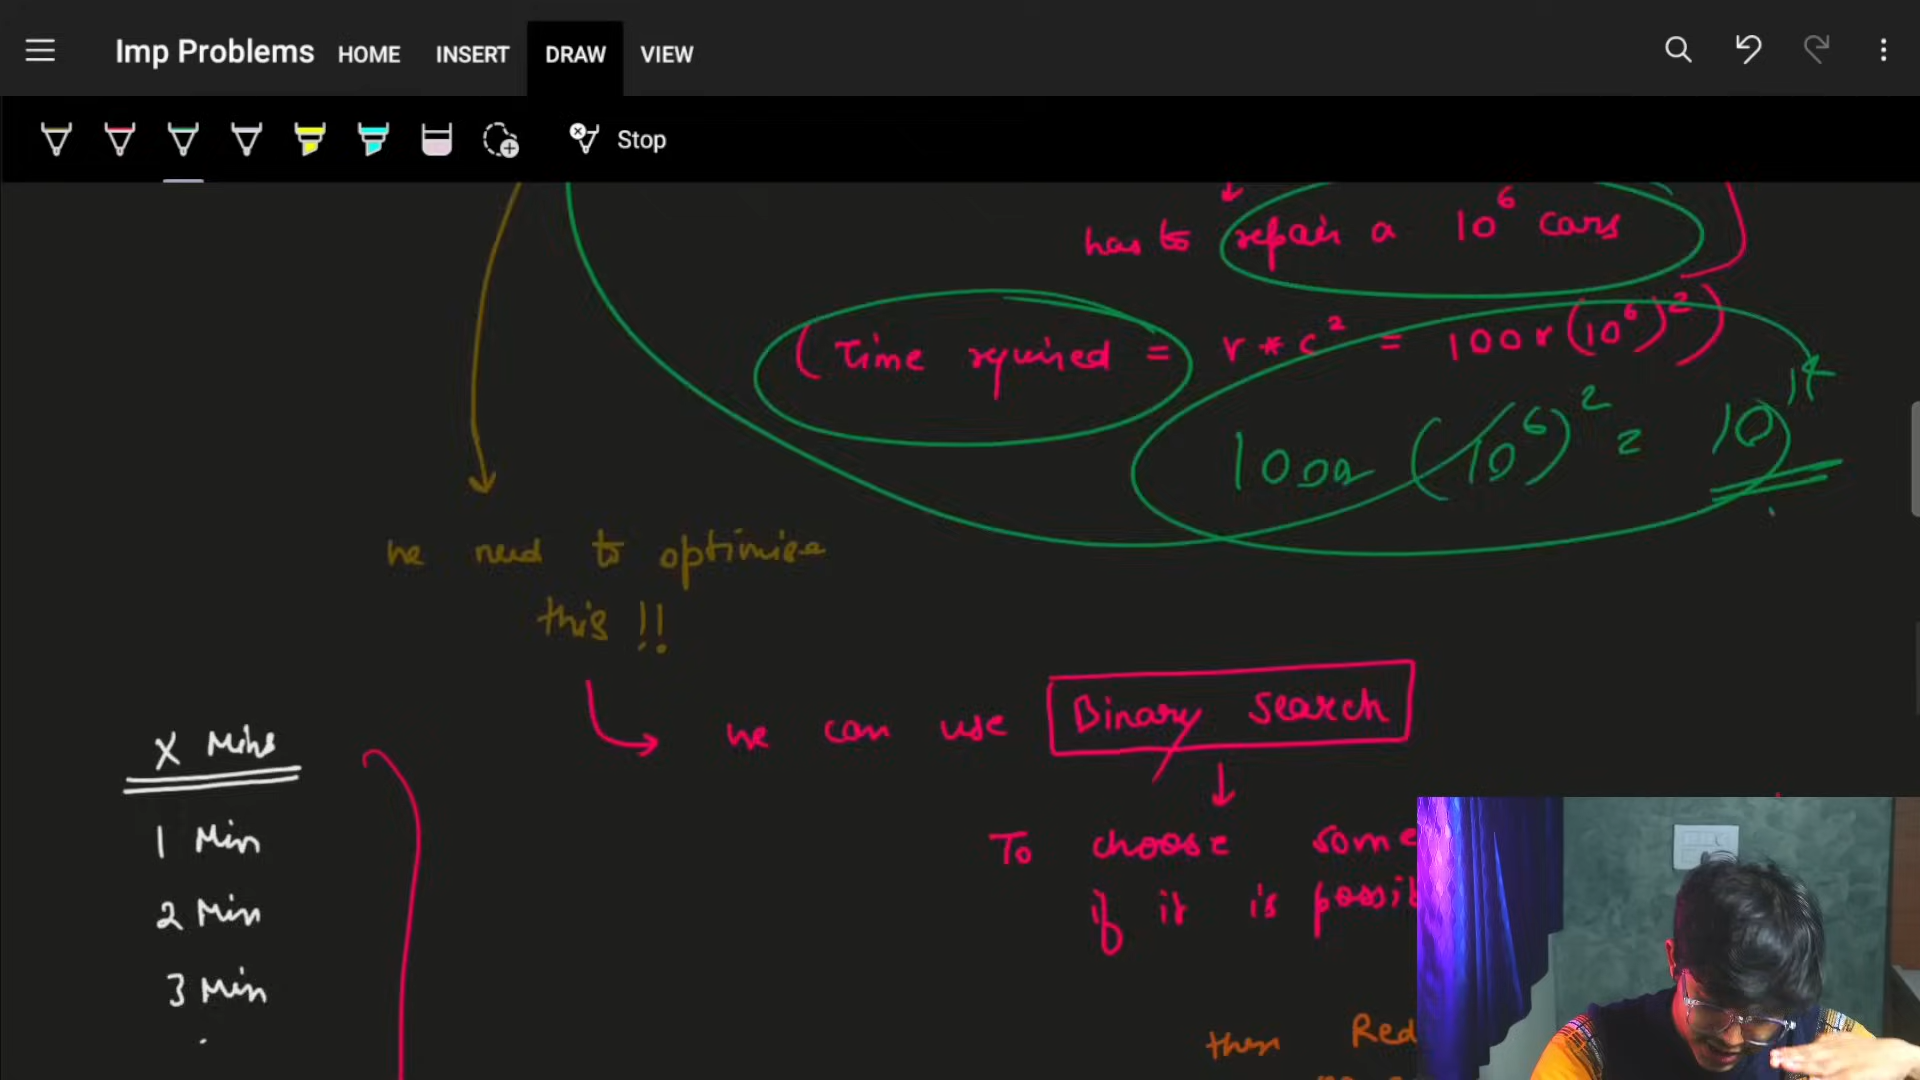 Imp Problems HOME INSERT DRAW VIEW
Stop
has to repair a 10^6 cars
(Time required = r * c^2 = 100 * (10^6)^2)
100 * (10^6)^2 = 10^14
we need to optimise
this !!
we can use Binary Search
X Mins
1 Min
To choose some
2 Min
if it is possib
3 Min
then Red